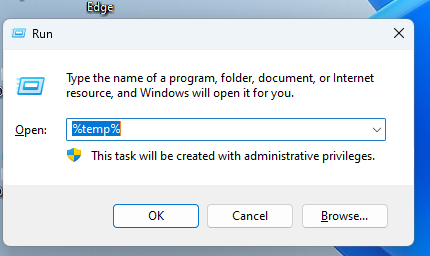 Edge
Run
Type the name of a program, folder, document, or Internet
resource, and Windows will open it for you.
Open: %temp%
This task will be created with administrative privileges.
OK Cancel Browse...